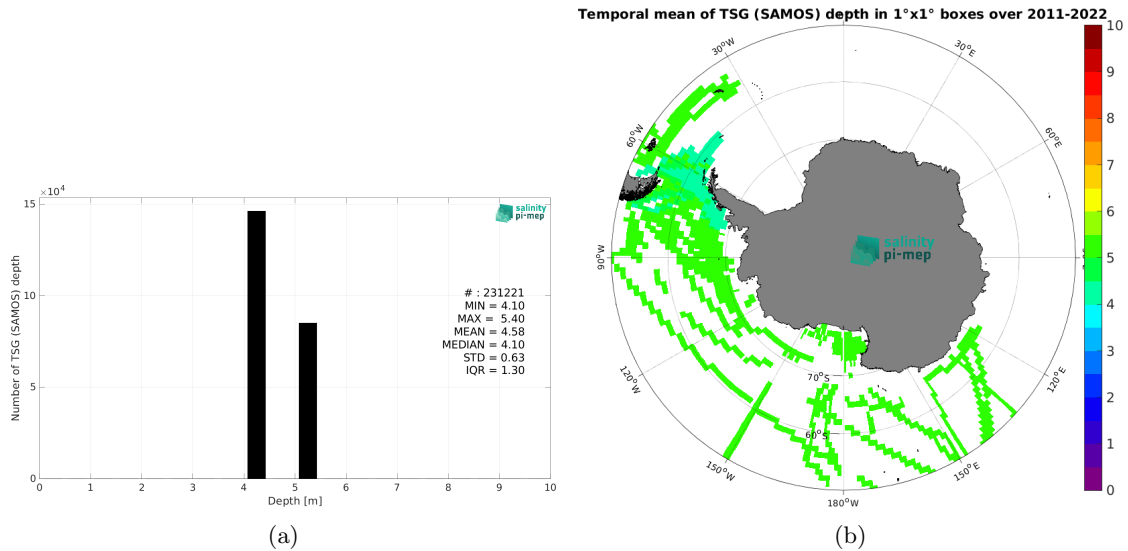 ×10⁴
15
10
5
0
0 1 2 3 4 5 6 7 8 9 10
Number of TSG (SAMOS) depth
Depth [m]
salinity
pi-mep
# : 231221
MIN = 4.10
MAX = 5.40
MEAN = 4.58
MEDIAN = 4.10
STD = 0.63
IQR = 1.30
(a)
Temporal mean of TSG (SAMOS) depth in 1°x1° boxes over 2011-2022
30°W
30°E
60°W
60°E
90°W
120°W
120°E
150°W
150°E
180°W
70°S
60°S
salinity
pi-mep
10
9
8
7
6
5
4
3
2
1
0
(b)